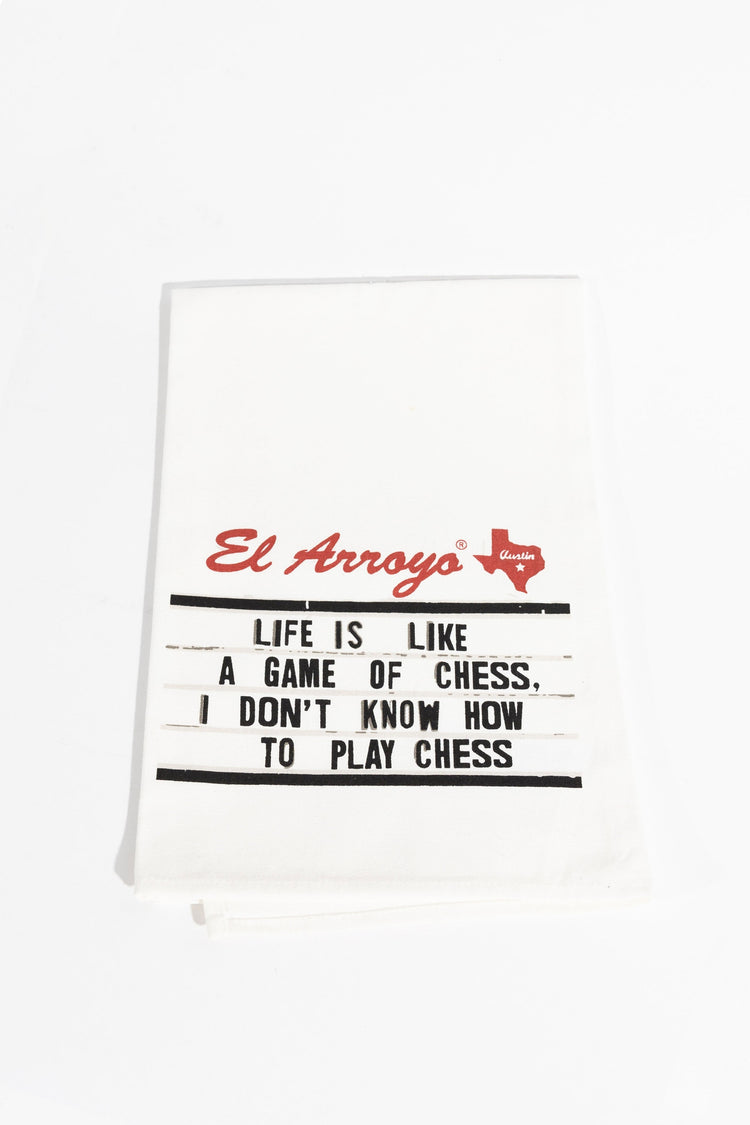 El Arroyo®
Austin
LIFE IS LIKE
A GAME OF CHESS,
I DON'T KNOW HOW
TO PLAY CHESS